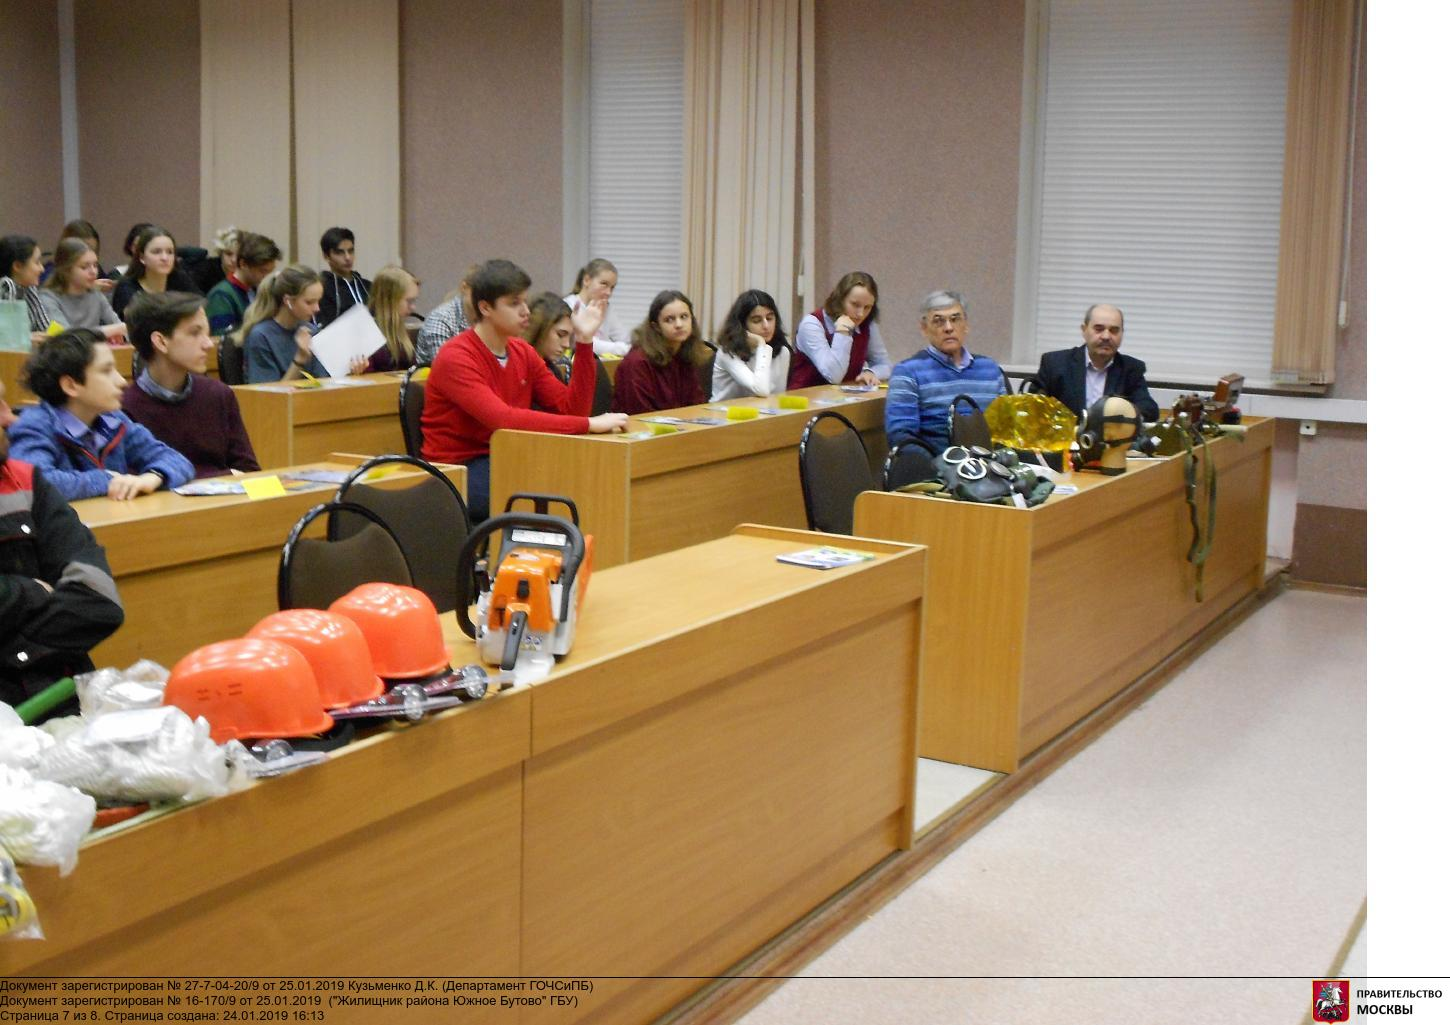 Документ зарегистрирован № 27-7-04-20/9 от 25.01.2019 Кузьменко Д.К. (Департамент ГОЧСиПБ)
Документ зарегистрирован № 16-170/9 от 25.01.2019 ("Жилищник района Южное Бутово" ГБУ)
Страница 7 из 8. Страница создана: 24.01.2019 16:13
ПРАВИТЕЛЬСТВО
МОСКВЫ